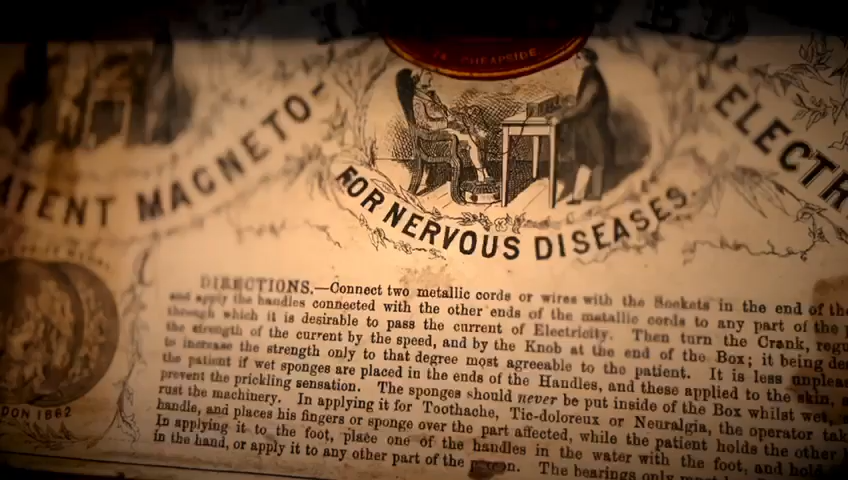 IMPROVED
74 CHEAPSIDE
PATENT MAGNETO-ELECTR
FOR NERVOUS DISEASES.
DON 1862
DIRECTIONS.—Connect two metallic cords or wires with the Sockets in the end of the
and apply the handles connected with the other ends of the metallic cords to any part of the
through which it is desirable to pass the current of Electricity. Then turn the Crank, regu
the strength of the current by the speed, and by the Knob at the end of the Box; it being des
to increase the strength only to that degree most agreeable to the patient. It is less unpleas
the patient if wet sponges are placed in the ends of the Handles, and these applied to the skin,
prevent the prickling sensation. The sponges should never be put inside of the Box whilst wet,
rust the machinery. In applying it for Toothache, Tic-doloreux or Neuralgia, the operator tak
handle, and places his fingers or sponge over the part affected, while the patient holds the other
In applying it to the foot, place one of the handles in the water with the foot, and hold
in the hand, or apply it to any other part of the person. The bearings only must be